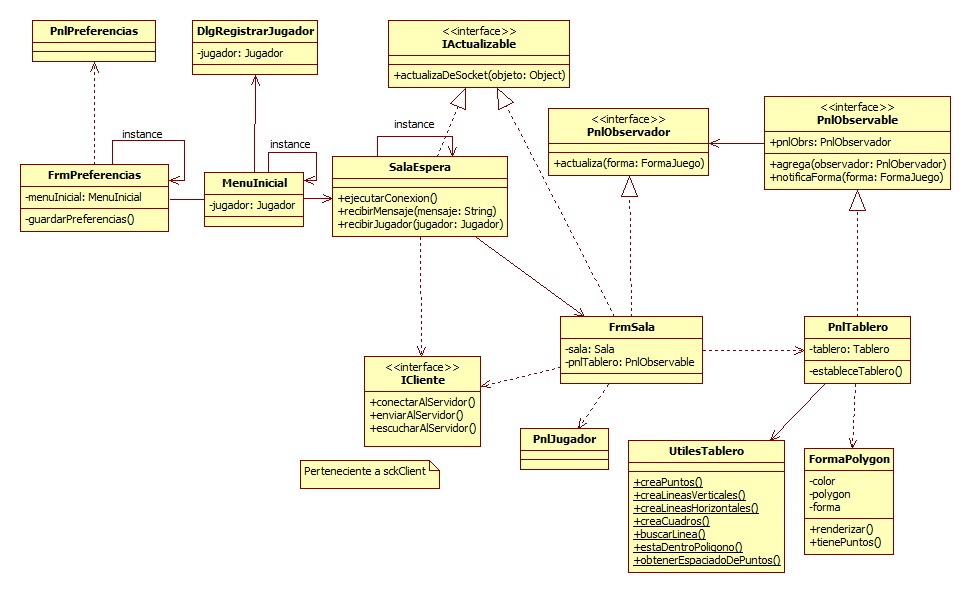 PnlPreferencias
DlgRegistrarJugador
-jugador: Jugador
<<interface>>
IActualizable
+actualizaDeSocket(objeto: Object)
<<interface>>
PnlObservador
+actualiza(forma: FormaJuego)
<<interface>>
PnlObservable
+pnlObrs: PnlObservador
+agrega(observador: PnlObervador)
+notificaForma(forma: FormaJuego)
instance
FrmPreferencias
-menuInicial: MenuInicial
-guardarPreferencias()
instance
MenuInicial
-jugador: Jugador
instance
SalaEspera
+ejecutarConexion()
+recibirMensaje(mensaje: String)
+recibirJugador(jugador: Jugador)
FrmSala
-sala: Sala
-pnlTablero: PnlObservable
PnlTablero
-tablero: Tablero
-estableceTablero()
<<interface>>
ICliente
+conectarAlServidor()
+enviarAlServidor()
+escucharAlServidor()
Perteneciente a sckClient
PnlJugador
UtilesTablero
+creaPuntos()
+creaLineasVerticales()
+creaLineasHorizontales()
+creaCuadros()
+buscarLinea()
+estaDentroPoligono()
+obtenerEspaciadoDePuntos()
FormaPolygon
-color
-polygon
-forma
+renderizar()
+tienePuntos()